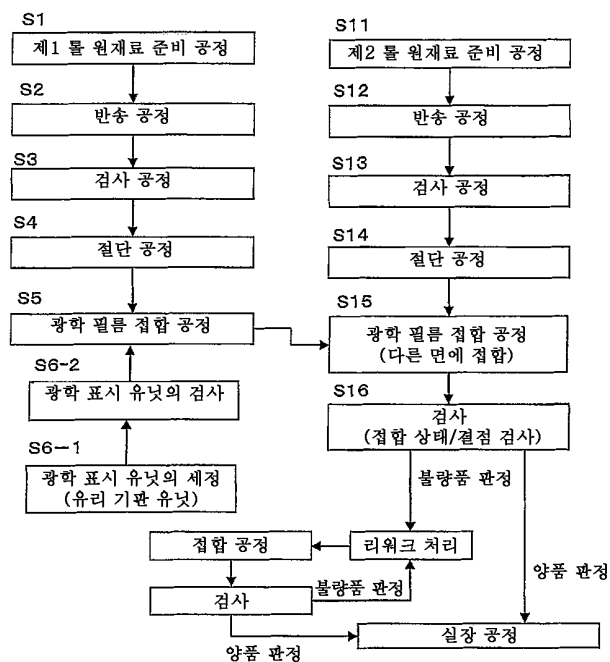 S1
제1 롤 원재료 준비 공정
S2
반송 공정
S3
검사 공정
S4
절단 공정
S5
광학 필름 접합 공정
S6-2
광학 표시 유닛의 검사
S6-1
광학 표시 유닛의 세정
(유리 기판 유닛)
S11
제2 롤 원재료 준비 공정
S12
반송 공정
S13
검사 공정
S14
절단 공정
S15
광학 필름 접합 공정
(다른 면에 접합)
S16
검사
(접합 상태/결점 검사)
불량품 판정
양품 판정
리워크 처리
접합 공정
검사
불량품 판정
양품 판정
실장 공정